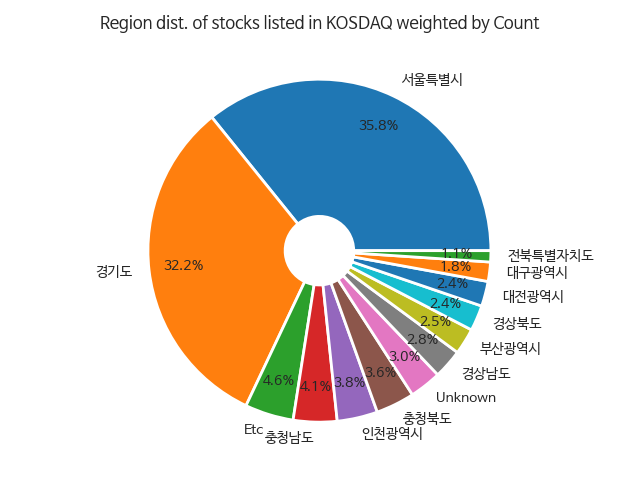 Region dist. of stocks listed in KOSDAQ weighted by Count
서울특별시
35.8%
경기도
32.2%
Etc
4.6%
충청남도
4.1%
인천광역시
3.8%
충청북도
3.6%
Unknown
3.0%
경상남도
2.8%
부산광역시
2.5%
경상북도
2.4%
대전광역시
2.4%
대구광역시
1.8%
전북특별자치도
1.1%